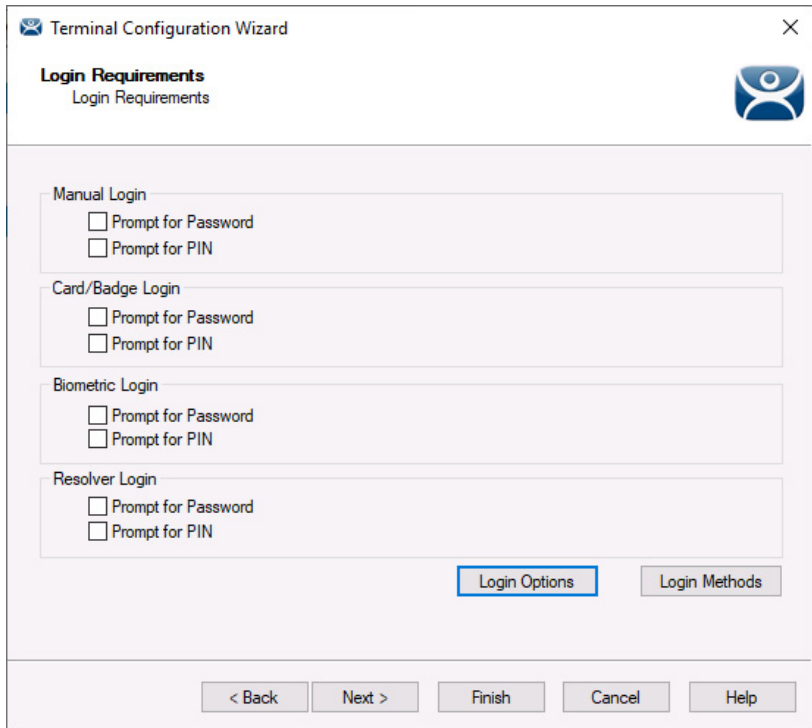 Terminal Configuration Wizard
Login Requirements
Login Requirements
Manual Login
Prompt for Password
Prompt for PIN
Card/Badge Login
Prompt for Password
Prompt for PIN
Biometric Login
Prompt for Password
Prompt for PIN
Resolver Login
Prompt for Password
Prompt for PIN
Login Options Login Methods
< Back Next > Finish Cancel Help